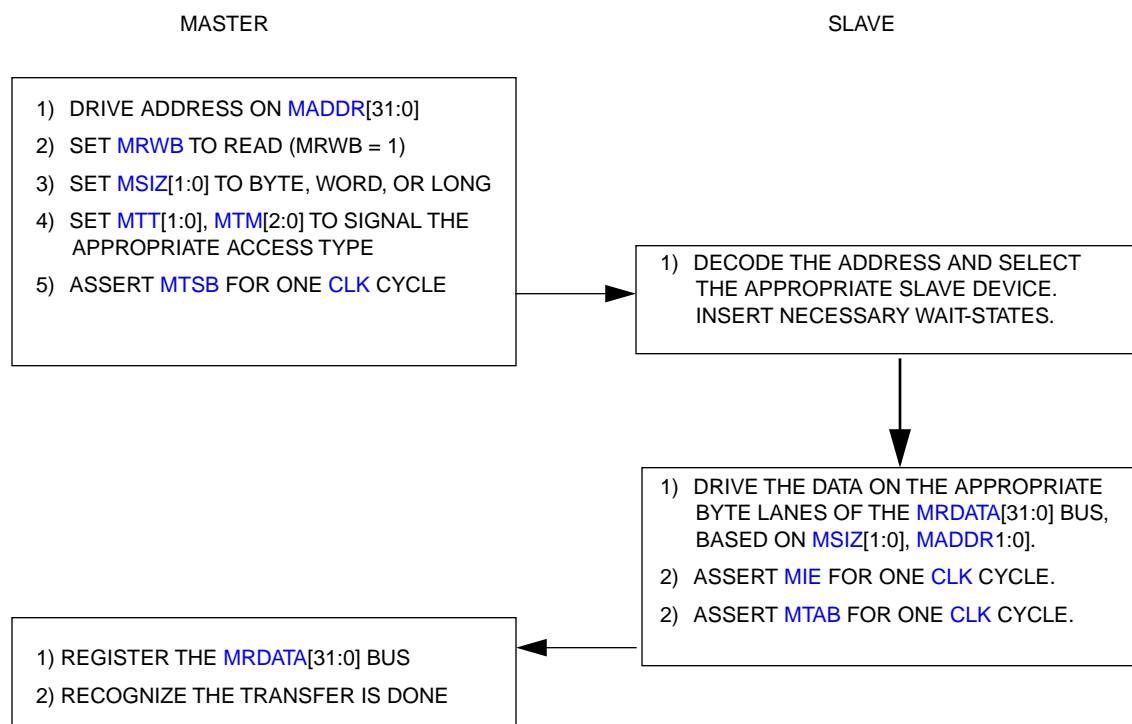 MASTER
SLAVE
1) DRIVE ADDRESS ON MADDR[31:0]
2) SET MRWB TO READ (MRWB = 1)
3) SET MSIZ[1:0] TO BYTE, WORD, OR LONG
4) SET MTT[1:0], MTM[2:0] TO SIGNAL THE
APPROPRIATE ACCESS TYPE
5) ASSERT MTSB FOR ONE CLK CYCLE
1) DECODE THE ADDRESS AND SELECT
THE APPROPRIATE SLAVE DEVICE.
INSERT NECESSARY WAIT-STATES.
1) DRIVE THE DATA ON THE APPROPRIATE
BYTE LANES OF THE MRDATA[31:0] BUS,
BASED ON MSIZ[1:0], MADDR1:0].
2) ASSERT MIE FOR ONE CLK CYCLE.
2) ASSERT MTAB FOR ONE CLK CYCLE.
1) REGISTER THE MRDATA[31:0] BUS
2) RECOGNIZE THE TRANSFER IS DONE